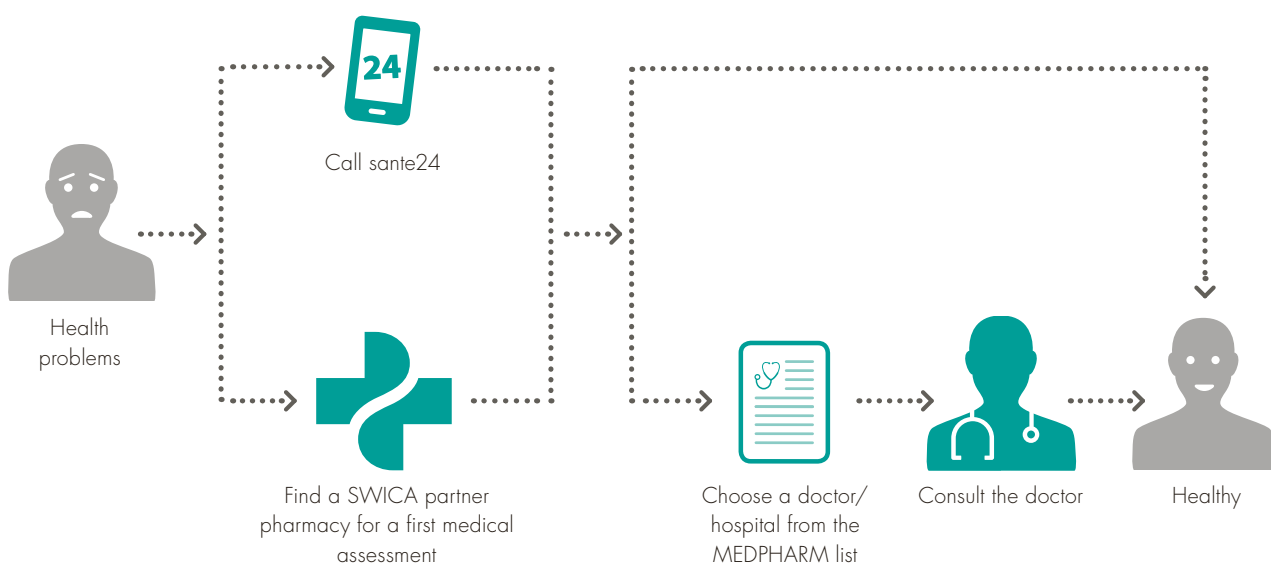 24
Call sante24
Health
problems
Find a SWICA partner
pharmacy for a first medical
assessment
Choose a doctor/
hospital from the
MEDPHARM list
Consult the doctor
Healthy